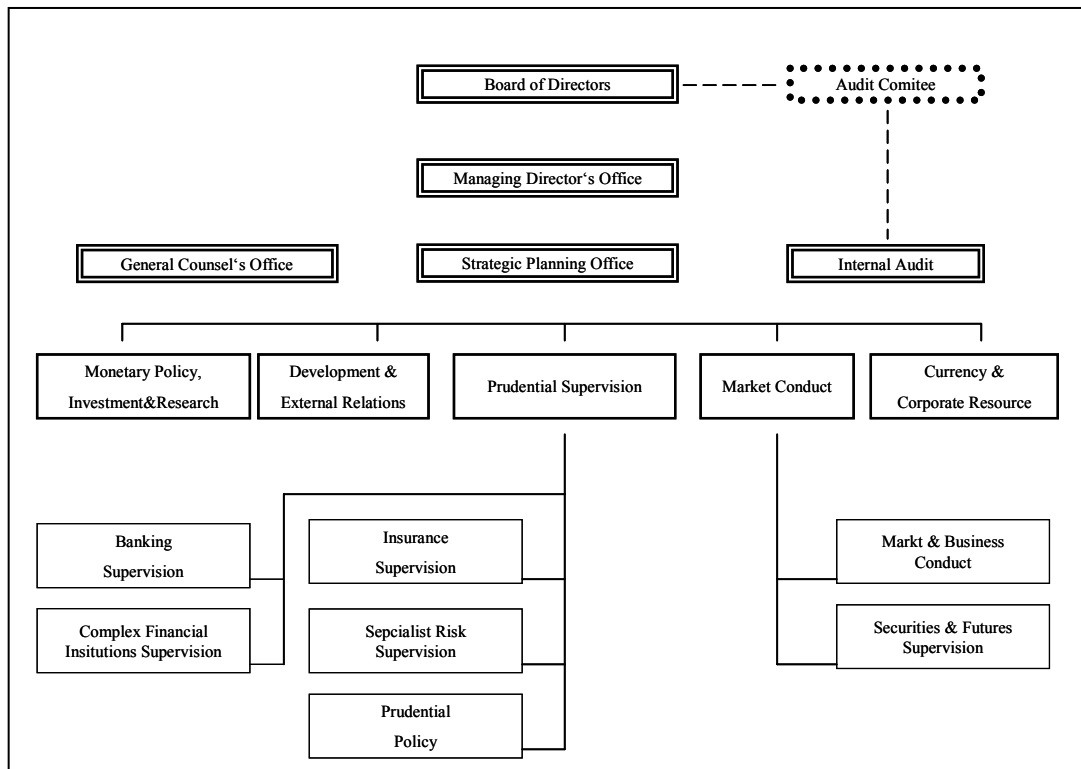 Board of Directors
Audit Comitee
Managing Director‘s Office
General Counsel‘s Office
Strategic Planning Office
Internal Audit
Monetary Policy,
Investment&Research
Development &
External Relations
Prudential Supervision
Market Conduct
Currency &
Corporate Resource
Banking
Supervision
Insurance
Supervision
Markt & Business
Conduct
Complex Financial
Insitutions Supervision
Sepcialist Risk
Supervision
Securities & Futures
Supervision
Prudential
Policy